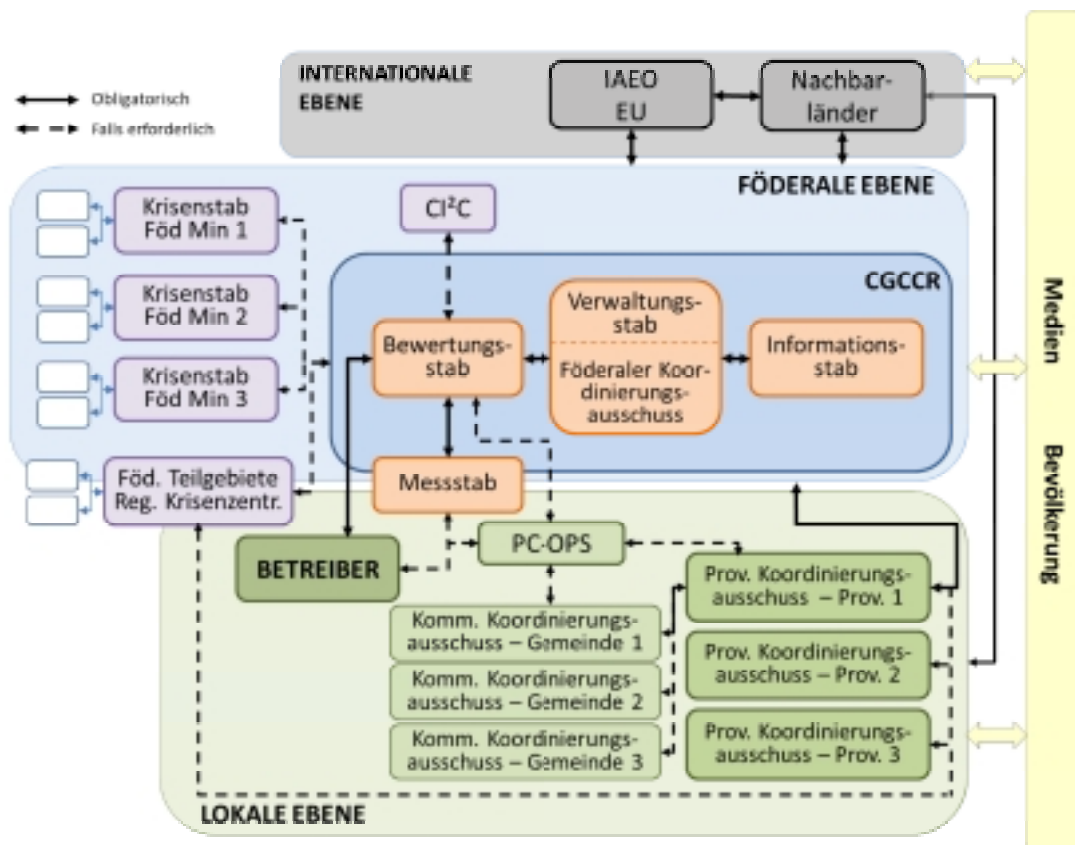 INTERNATIONALE
EBENE
IAEO
EU
Nachbar-
länder
Obligatorisch
Falls erforderlich
FÖDERALE EBENE
Krisenstab
Föd Min 1
CI²C
CGCCR
Krisenstab
Föd Min 2
Verwaltungs-
stab
Bewertungs-
stab
Föderaler Koor-
dinierungs-
ausschuss
Informations-
stab
Krisenstab
Föd Min 3
Föd. Teilgebiete
Reg. Krisenzentr.
Messstab
BETREIBER
PC-OPS
Prov. Koordinierungs-
ausschuss – Prov. 1
Komm. Koordinierungs-
ausschuss – Gemeinde 1
Prov. Koordinierungs-
ausschuss – Prov. 2
Komm. Koordinierungs-
ausschuss – Gemeinde 2
Prov. Koordinierungs-
ausschuss – Prov. 3
Komm. Koordinierungs-
ausschuss – Gemeinde 3
LOKALE EBENE
Medien Bevölkerung